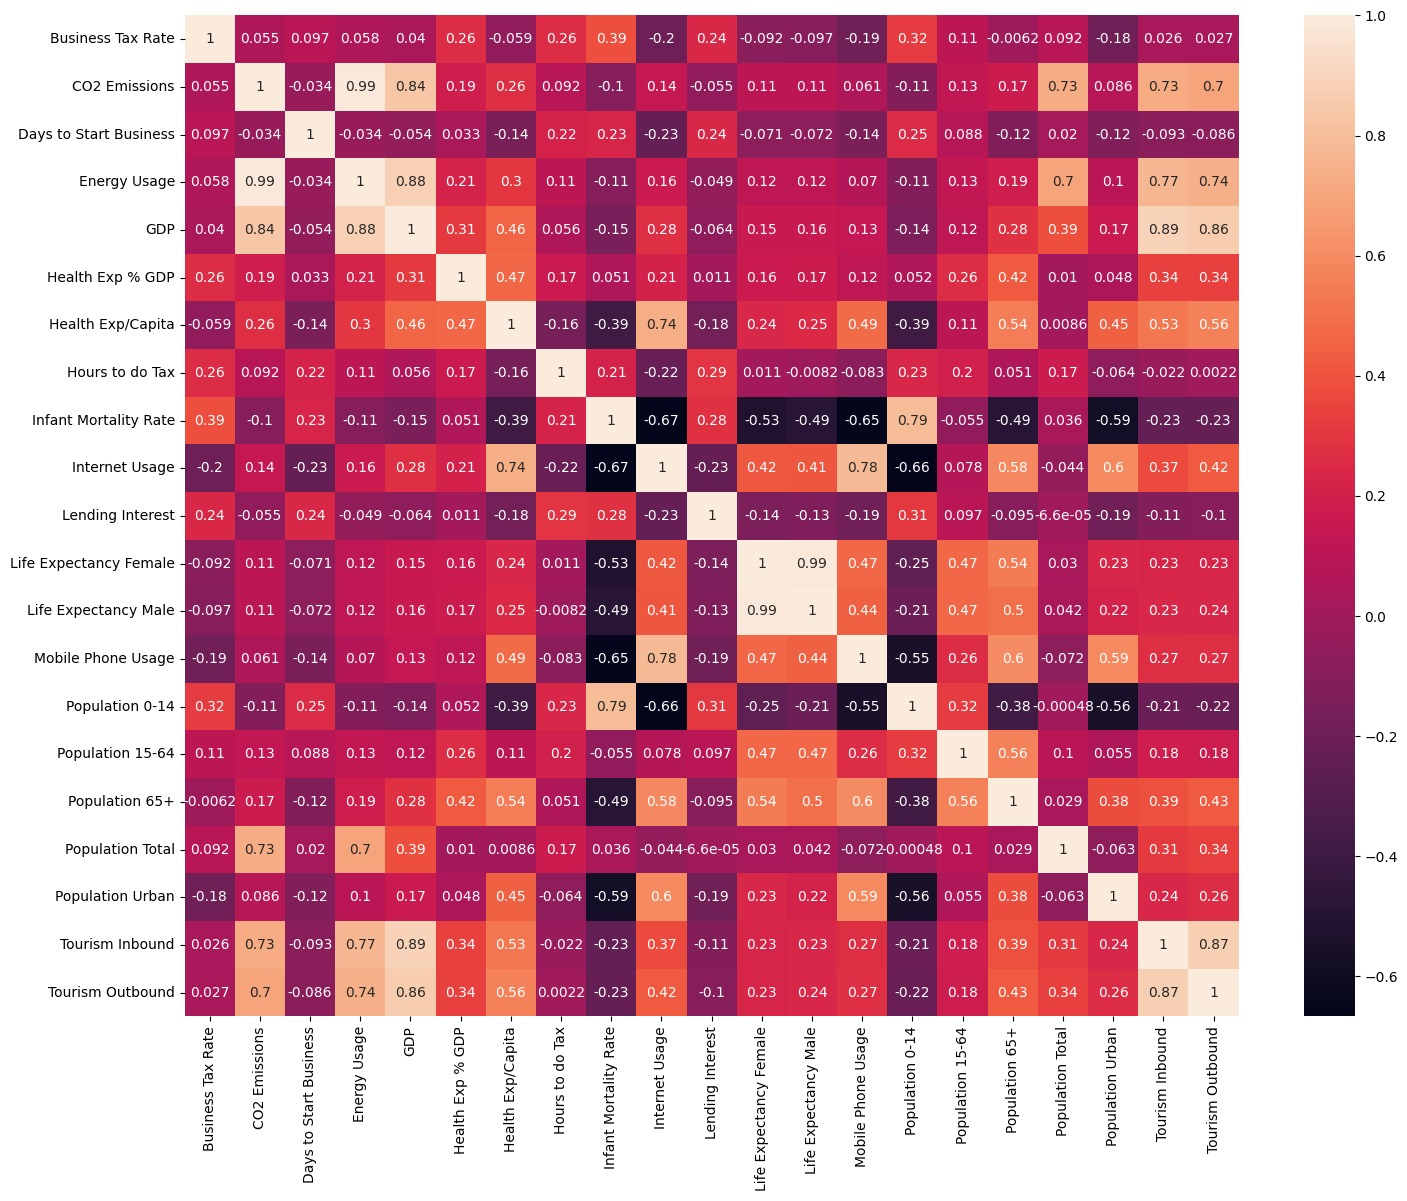 Business Tax Rate 1 0.055 0.097 0.058 0.04 0.26 -0.059 0.26 0.39 -0.2 0.24 -0.092 -0.097 -0.19 0.32 0.11 -0.0062 0.092 -0.18 0.026 0.027
CO2 Emissions 0.055 1 -0.034 0.99 0.84 0.19 0.26 0.092 -0.1 0.14 -0.055 0.11 0.11 0.061 -0.11 0.13 0.17 0.73 0.086 0.73 0.7
Days to Start Business 0.097 -0.034 1 -0.034 -0.054 0.033 -0.14 0.22 0.23 -0.23 0.24 -0.071 -0.072 -0.14 0.25 0.088 -0.12 0.02 -0.12 -0.093 -0.086
Energy Usage 0.058 0.99 -0.034 1 0.88 0.21 0.3 0.11 -0.11 0.16 -0.049 0.12 0.12 0.07 -0.11 0.13 0.19 0.7 0.1 0.77 0.74
GDP 0.04 0.84 -0.054 0.88 1 0.31 0.46 0.056 -0.15 0.28 -0.064 0.15 0.16 0.13 -0.14 0.12 0.28 0.39 0.17 0.89 0.86
Health Exp % GDP 0.26 0.19 0.033 0.21 0.31 1 0.47 0.17 0.051 0.21 0.011 0.16 0.17 0.12 0.052 0.26 0.42 0.01 0.048 0.34 0.34
Health Exp/Capita -0.059 0.26 -0.14 0.3 0.46 0.47 1 -0.16 -0.39 0.74 -0.18 0.24 0.25 0.49 -0.39 0.11 0.54 0.0086 0.45 0.53 0.56
Hours to do Tax 0.26 0.092 0.22 0.11 0.056 0.17 -0.16 1 0.21 -0.22 0.29 0.011 -0.0082 -0.083 0.23 0.2 0.051 0.17 -0.064 -0.022 0.0022
Infant Mortality Rate 0.39 -0.1 0.23 -0.11 -0.15 0.051 -0.39 0.21 1 -0.67 0.28 -0.53 -0.49 -0.65 0.79 -0.055 -0.49 0.036 -0.59 -0.23 -0.23
Internet Usage -0.2 0.14 -0.23 0.16 0.28 0.21 0.74 -0.22 -0.67 1 -0.23 0.42 0.41 0.78 -0.66 0.078 0.58 -0.044 0.6 0.37 0.42
Lending Interest 0.24 -0.055 0.24 -0.049 -0.064 0.011 -0.18 0.29 0.28 -0.23 1 -0.14 -0.13 -0.19 0.31 0.097 -0.095 -6.6e-05 -0.19 -0.11 -0.1
Life Expectancy Female -0.092 0.11 -0.071 0.12 0.15 0.16 0.24 0.011 -0.53 0.42 -0.14 1 0.99 0.47 -0.25 0.47 0.54 0.03 0.23 0.23 0.23
Life Expectancy Male -0.097 0.11 -0.072 0.12 0.16 0.17 0.25 -0.0082 -0.49 0.41 -0.13 0.99 1 0.44 -0.21 0.47 0.5 0.042 0.22 0.23 0.24
Mobile Phone Usage -0.19 0.061 -0.14 0.07 0.13 0.12 0.49 -0.083 -0.65 0.78 -0.19 0.47 0.44 1 -0.55 0.26 0.6 -0.072 0.59 0.27 0.27
Population 0-14 0.32 -0.11 0.25 -0.11 -0.14 0.052 -0.39 0.23 0.79 -0.66 0.31 -0.25 -0.21 -0.55 1 0.32 -0.38 -0.00048 -0.56 -0.21 -0.22
Population 15-64 0.11 0.13 0.088 0.13 0.12 0.26 0.11 0.2 -0.055 0.078 0.097 0.47 0.47 0.26 0.32 1 0.56 0.1 0.055 0.18 0.18
Population 65+ -0.0062 0.17 -0.12 0.19 0.28 0.42 0.54 0.051 -0.49 0.58 -0.095 0.54 0.5 0.6 -0.38 0.56 1 0.029 0.38 0.39 0.43
Population Total 0.092 0.73 0.02 0.7 0.39 0.01 0.0086 0.17 0.036 -0.044 -6.6e-05 0.03 0.042 -0.072 -0.00048 0.1 0.029 1 -0.063 0.31 0.34
Population Urban -0.18 0.086 -0.12 0.1 0.17 0.048 0.45 -0.064 -0.59 0.6 -0.19 0.23 0.22 0.59 -0.56 0.055 0.38 -0.063 1 0.24 0.26
Tourism Inbound 0.026 0.73 -0.093 0.77 0.89 0.34 0.53 -0.022 -0.23 0.37 -0.11 0.23 0.23 0.27 -0.21 0.18 0.39 0.31 0.24 1 0.87
Tourism Outbound 0.027 0.7 -0.086 0.74 0.86 0.34 0.56 0.0022 -0.23 0.42 -0.1 0.23 0.24 0.27 -0.22 0.18 0.43 0.34 0.26 0.87 1
Business Tax Rate
CO2 Emissions
Days to Start Business
Energy Usage
GDP
Health Exp % GDP
Health Exp/Capita
Hours to do Tax
Infant Mortality Rate
Internet Usage
Lending Interest
Life Expectancy Female
Life Expectancy Male
Mobile Phone Usage
Population 0-14
Population 15-64
Population 65+
Population Total
Population Urban
Tourism Inbound
Tourism Outbound
1.0
0.8
0.6
0.4
0.2
0.0
−0.2
−0.4
−0.6